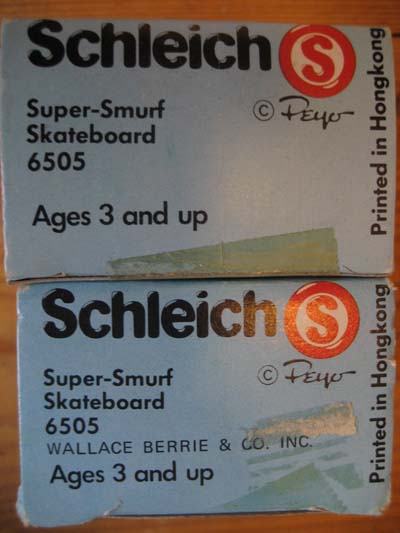 Schleich S
© Peyo
Super-Smurf
Skateboard
6505
Ages 3 and up
Printed in Hongkong
Schleich S
© Peyo
Super-Smurf
Skateboard
6505
WALLACE BERRIE & CO. INC.
Ages 3 and up
Printed in Hongkong